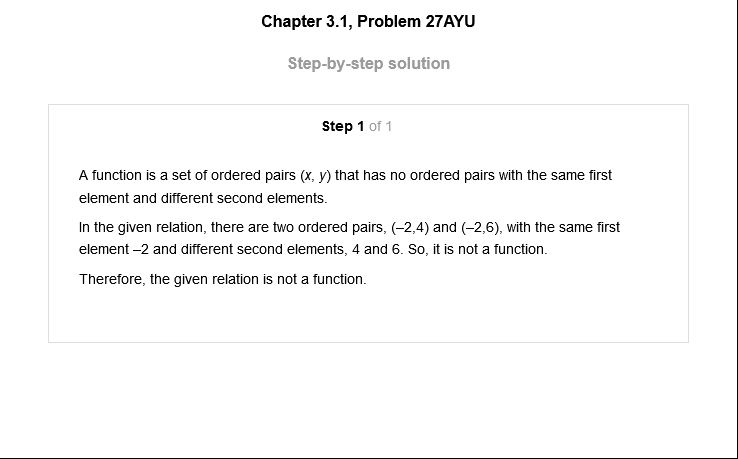 Chapter 3.1, Problem 27AYU
Step-by-step solution
Step 1 of 1
A function is a set of ordered pairs (x, y) that has no ordered pairs with the same first
element and different second elements.
In the given relation, there are two ordered pairs, (–2,4) and (–2,6), with the same first
element –2 and different second elements, 4 and 6. So, it is not a function.
Therefore, the given relation is not a function.